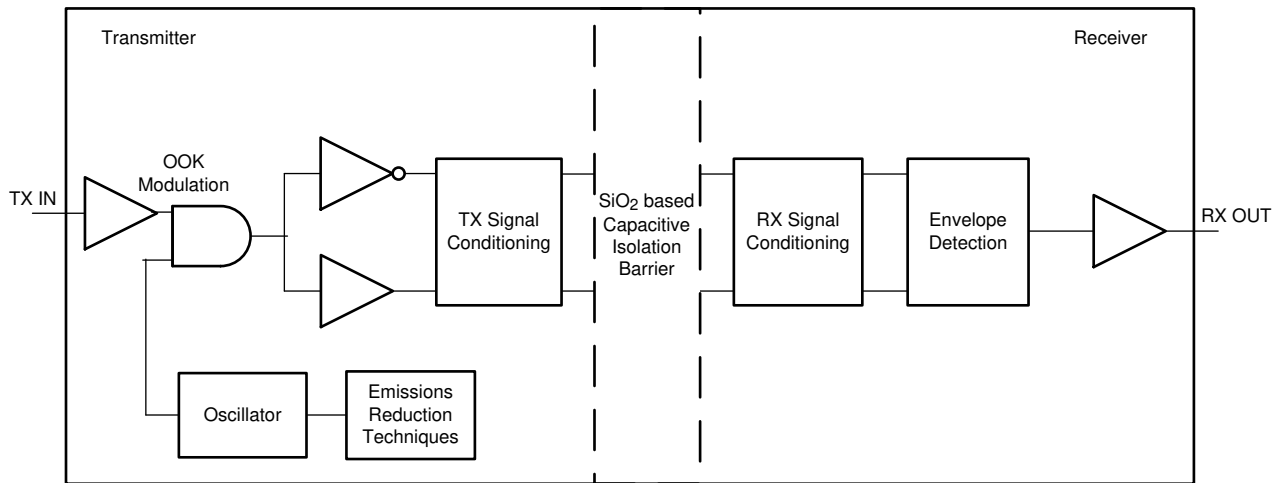 Transmitter
Receiver
OOK
Modulation
TX IN
TX Signal
Conditioning
SiO2 based
Capacitive
Isolation
Barrier
RX Signal
Conditioning
Envelope
Detection
RX OUT
Oscillator
Emissions
Reduction
Techniques